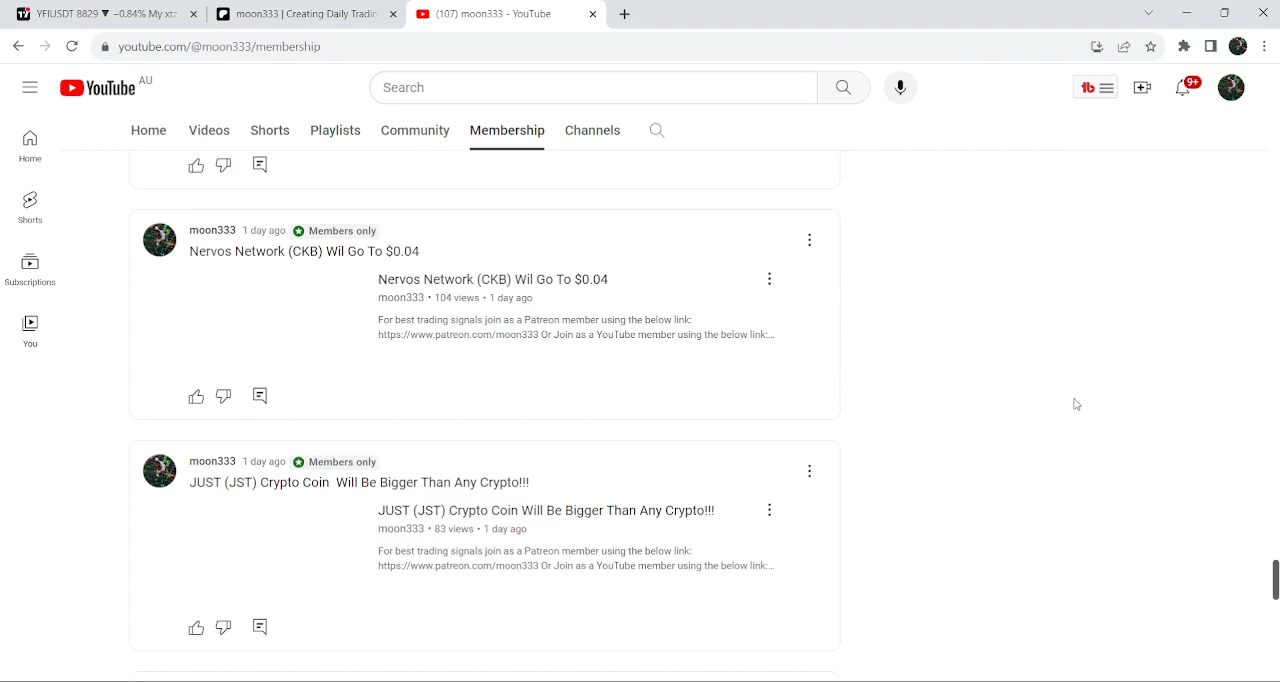 YFIUSDT 8829 ▼ −0.84% My xtz
moon333 | Creating Daily Tradin
(107) moon333 - YouTube
youtube.com/@moon333/membership
YouTube AU
Search
9+
Home Videos Shorts Playlists Community Membership Channels
Home
Shorts
Subscriptions
You
moon333 1 day ago Members only
Nervos Network (CKB) Wil Go To $0.04
Nervos Network (CKB) Wil Go To $0.04
moon333 • 104 views • 1 day ago
For best trading signals join as a Patreon member using the below link:
https://www.patreon.com/moon333 Or Join as a YouTube member using the below link:...
moon333 1 day ago Members only
JUST (JST) Crypto Coin  Will Be Bigger Than Any Crypto!!!
JUST (JST) Crypto Coin Will Be Bigger Than Any Crypto!!!
moon333 • 83 views • 1 day ago
For best trading signals join as a Patreon member using the below link:
https://www.patreon.com/moon333 Or Join as a YouTube member using the below link:...